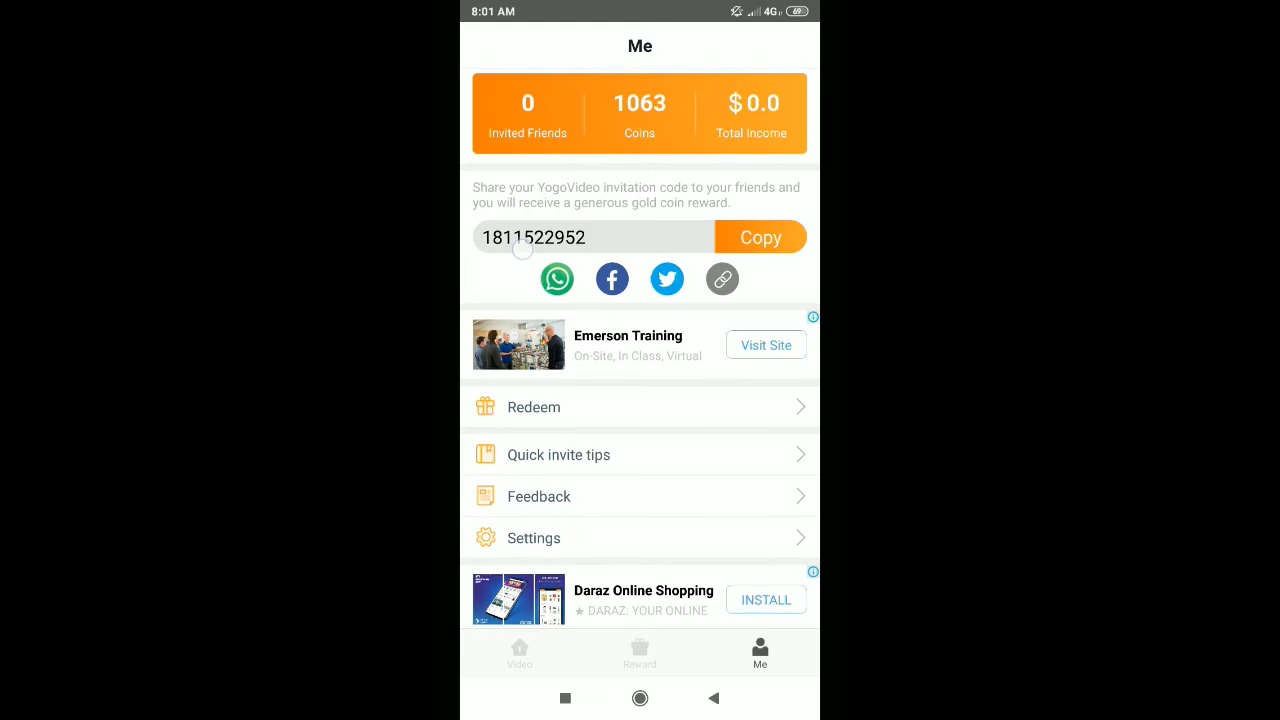 8:01 AM
4G
69
Me
0
1063
$0.0
Invited Friends
Coins
Total Income
Share your YogoVideo invitation code to your friends and
you will receive a generous gold coin reward.
1811522952
Copy
Emerson Training
On-Site, In Class, Virtual
Visit Site
Redeem
Quick invite tips
Feedback
Settings
Daraz Online Shopping
★ DARAZ: YOUR ONLINE
INSTALL
Video
Reward
Me